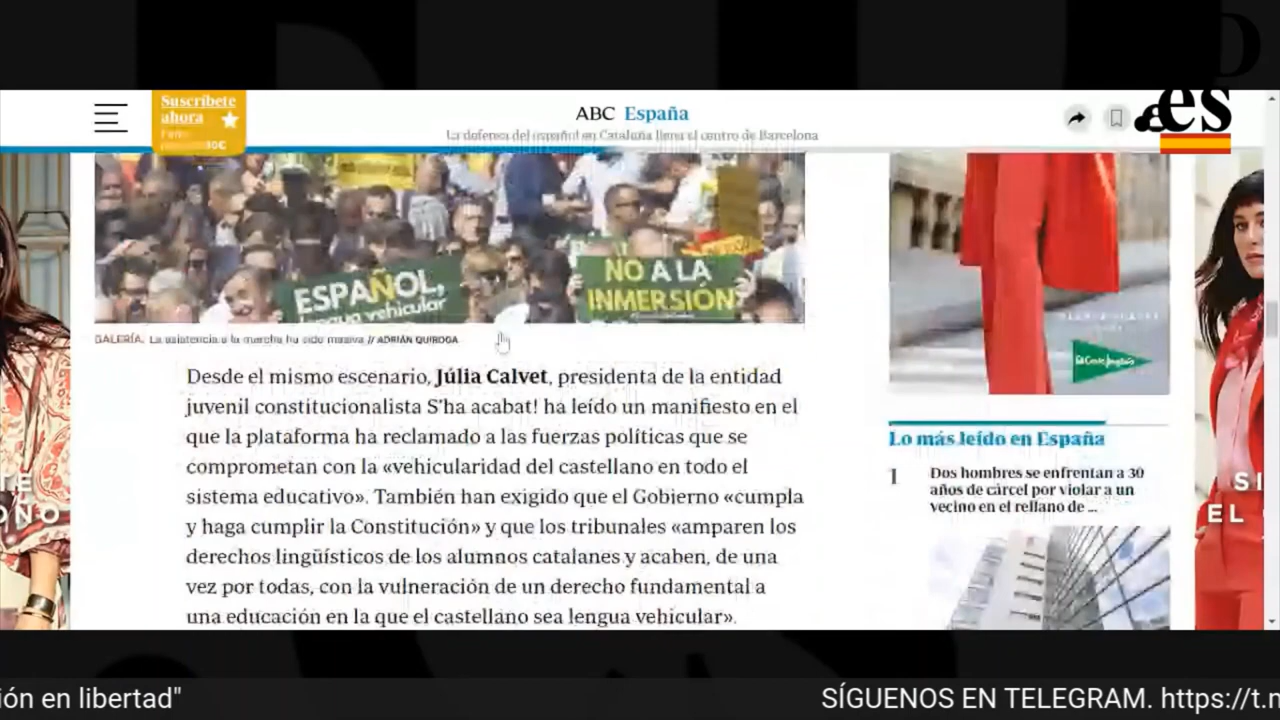 Suscríbete
ahora
ABC España
La defensa del español en Cataluña llena el centro de Barcelona
es
ESPAÑOL,
lengua vehicular
NO A LA
INMERSIÓN
GALERÍA. La asistencia a la marcha ha sido masiva // ADRIÁN QUIROGA
Desde el mismo escenario, Júlia Calvet, presidenta de la entidad
juvenil constitucionalista S'ha acabat! ha leído un manifiesto en el
que la plataforma ha reclamado a las fuerzas políticas que se
comprometan con la «vehicularidad del castellano en todo el
sistema educativo». También han exigido que el Gobierno «cumpla
y haga cumplir la Constitución» y que los tribunales «amparen los
derechos lingüísticos de los alumnos catalanes y acaben, de una
vez por todas, con la vulneración de un derecho fundamental a
una educación en la que el castellano sea lengua vehicular».
El Corte Inglés
Lo más leído en España
1 Dos hombres se enfrentan a 30
años de cárcel por violar a un
vecino en el rellano de ...
SI
EL
ión en libertad" SÍGUENOS EN TELEGRAM. https://t.m